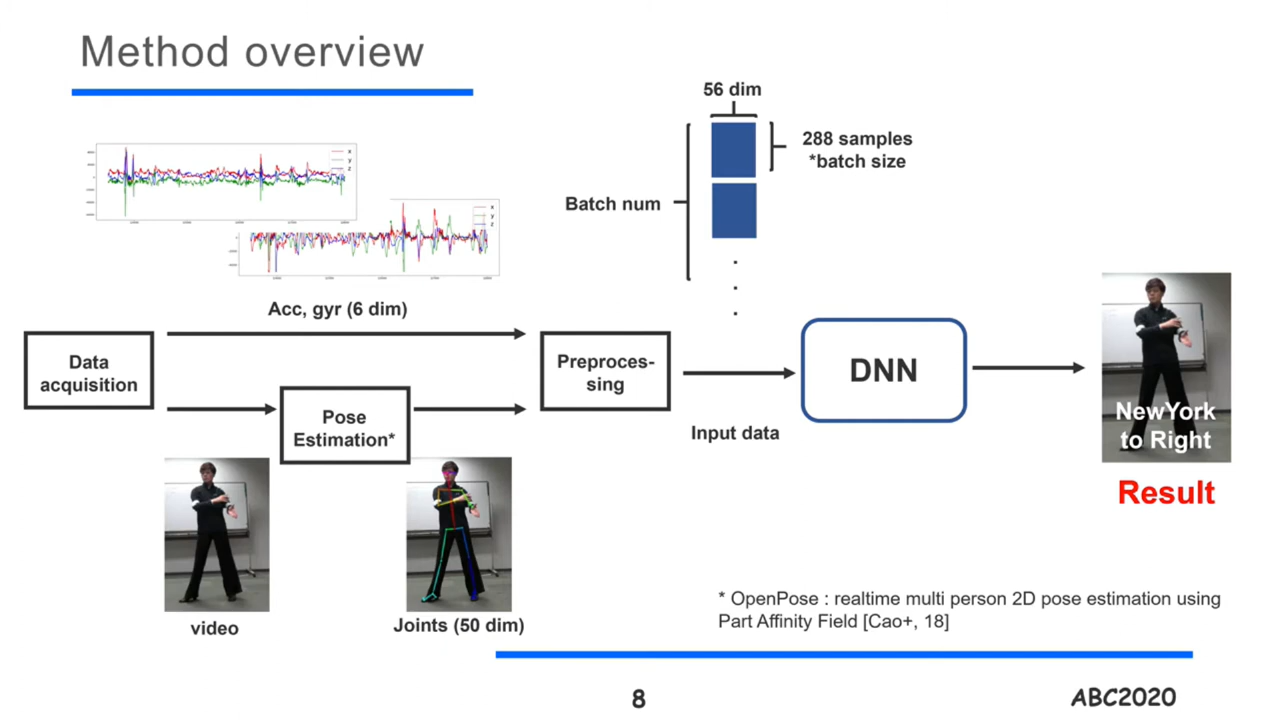 Method overview
56 dim
288 samples
*batch size
Batch num
x
y
z
x
y
z
Acc, gyr (6 dim)
Data
acquisition
Pose
Estimation*
Preproces-
sing
DNN
Input data
NewYork
to Right
Result
video
Joints (50 dim)
* OpenPose : realtime multi person 2D pose estimation using
Part Affinity Field [Cao+, 18]
8
ABC2020